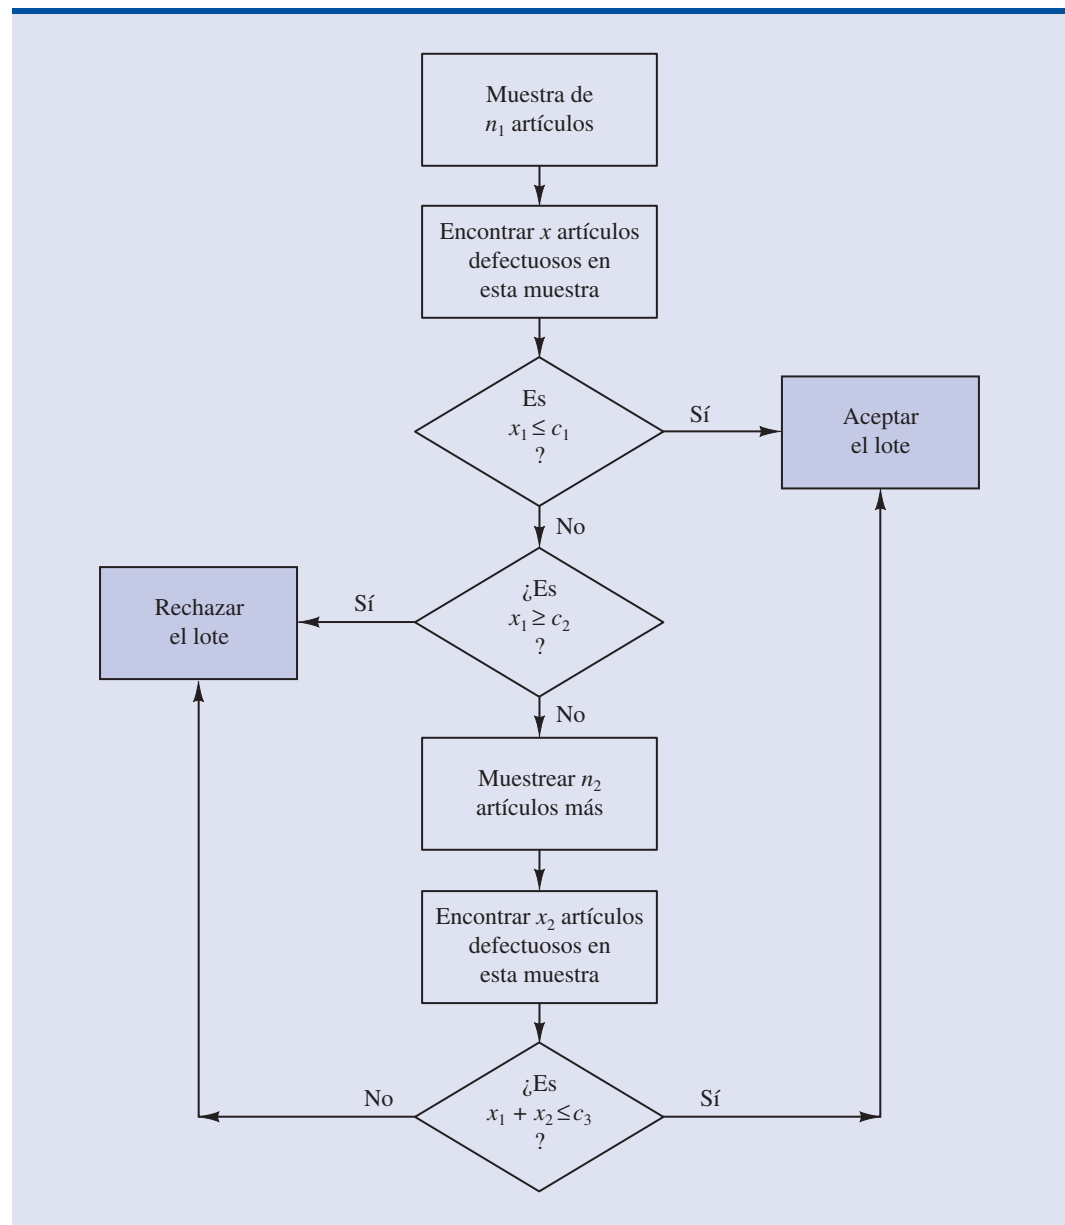 Muestra de
n₁ artículos
Encontrar x artículos
defectuosos en
esta muestra
Es
x₁ ≤ c₁
?
Sí
Aceptar
el lote
No
¿Es
x₁ ≥ c₂
?
Sí
Rechazar
el lote
No
Muestrear n₂
artículos más
Encontrar x₂ artículos
defectuosos en
esta muestra
¿Es
x₁ + x₂ ≤ c₃
?
No
Sí